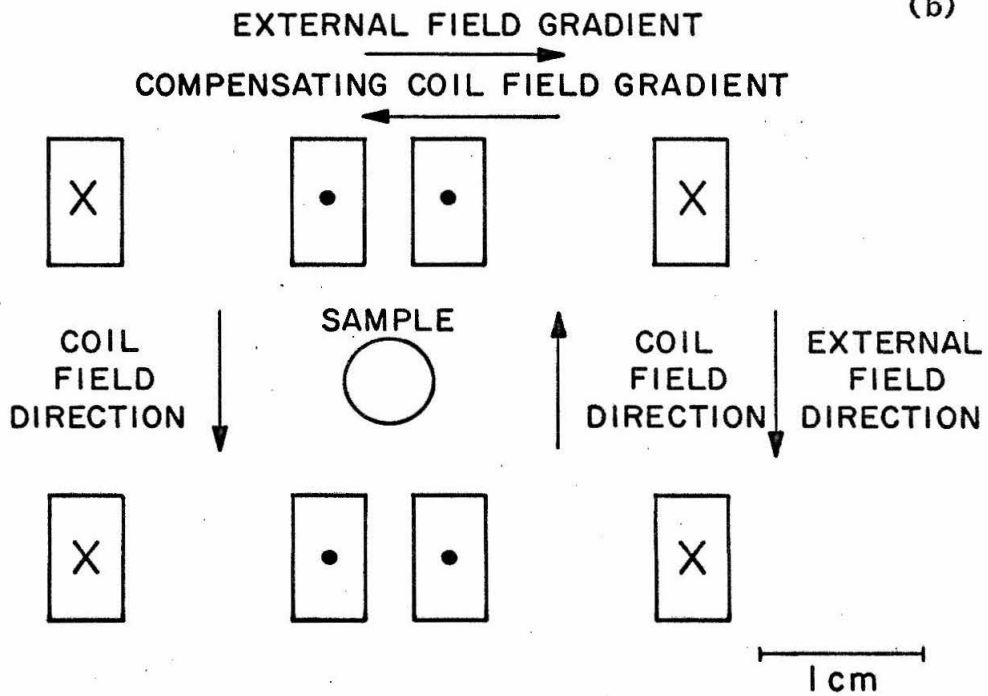 (b)
EXTERNAL FIELD GRADIENT
COMPENSATING COIL FIELD GRADIENT
X • • X
SAMPLE
COIL
FIELD
DIRECTION
COIL
FIELD
DIRECTION
EXTERNAL
FIELD
DIRECTION
X • • X
1 cm